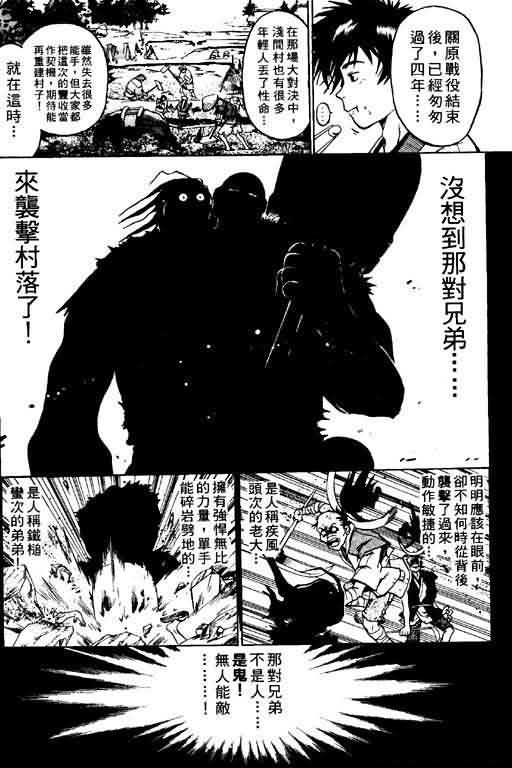 關原戰役結束
後，已經匆匆
過了四年……
……
在那場大對決中，
淺間村也有很多
年輕人丟了性命…
雖然失去很多
能手，但大家都
把這次的豐收當
作契機，期待能
再重建村子！
就在這時…
沒想到那對兄弟……
來襲擊村落了！
明明應該在眼前，
卻不知何時從背後
襲擊了過來，
動作敏捷的…
是人稱疾風
頭次的老大…
擁有強悍無比
的力量，單手
能碎岩劈地的…
是人稱鐵槌
蠻次的弟弟！
那對兄弟
不是人……
是鬼！
無人能敵
………！